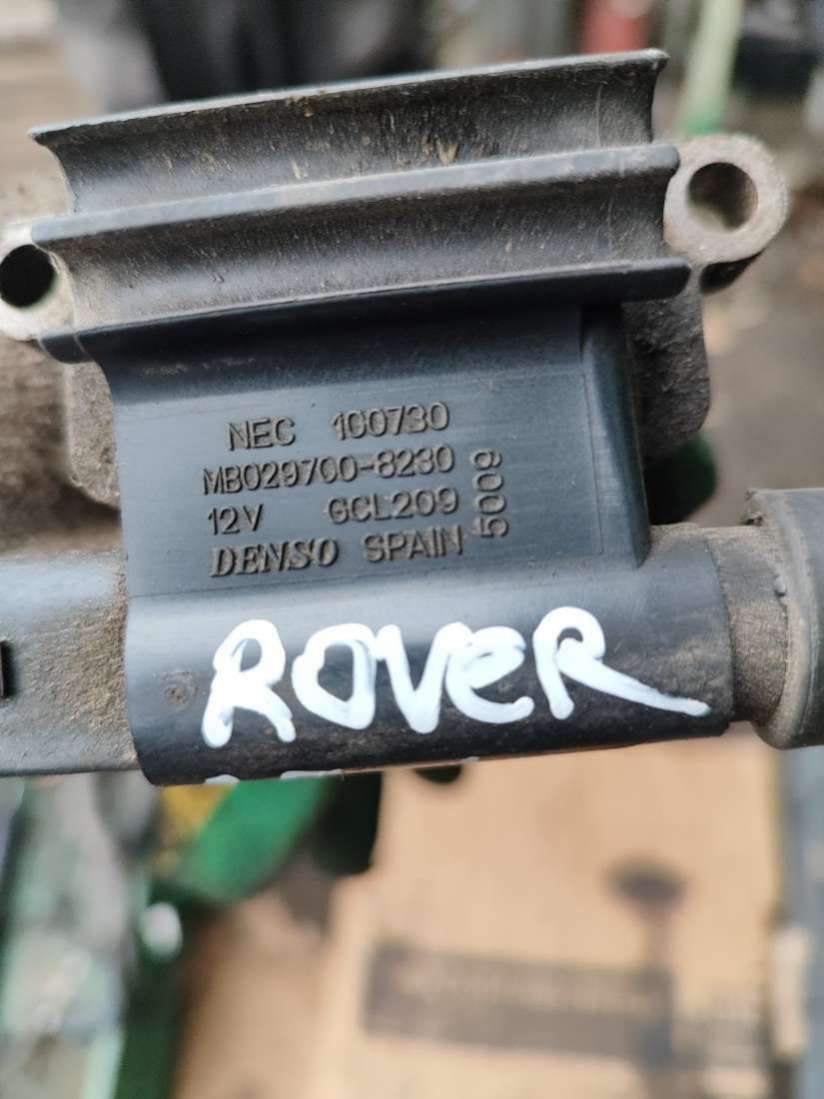 NEC 100730
MB029700-8230
12V GCL209
DENSO SPAIN
5009
ROVER